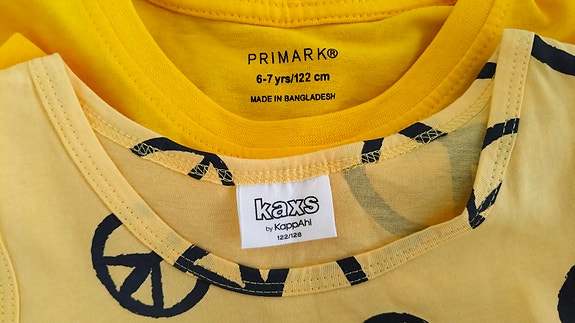 PRIMARK®
6-7 yrs/122 cm
MADE IN BANGLADESH
kaxs
by KappAhl
122/128